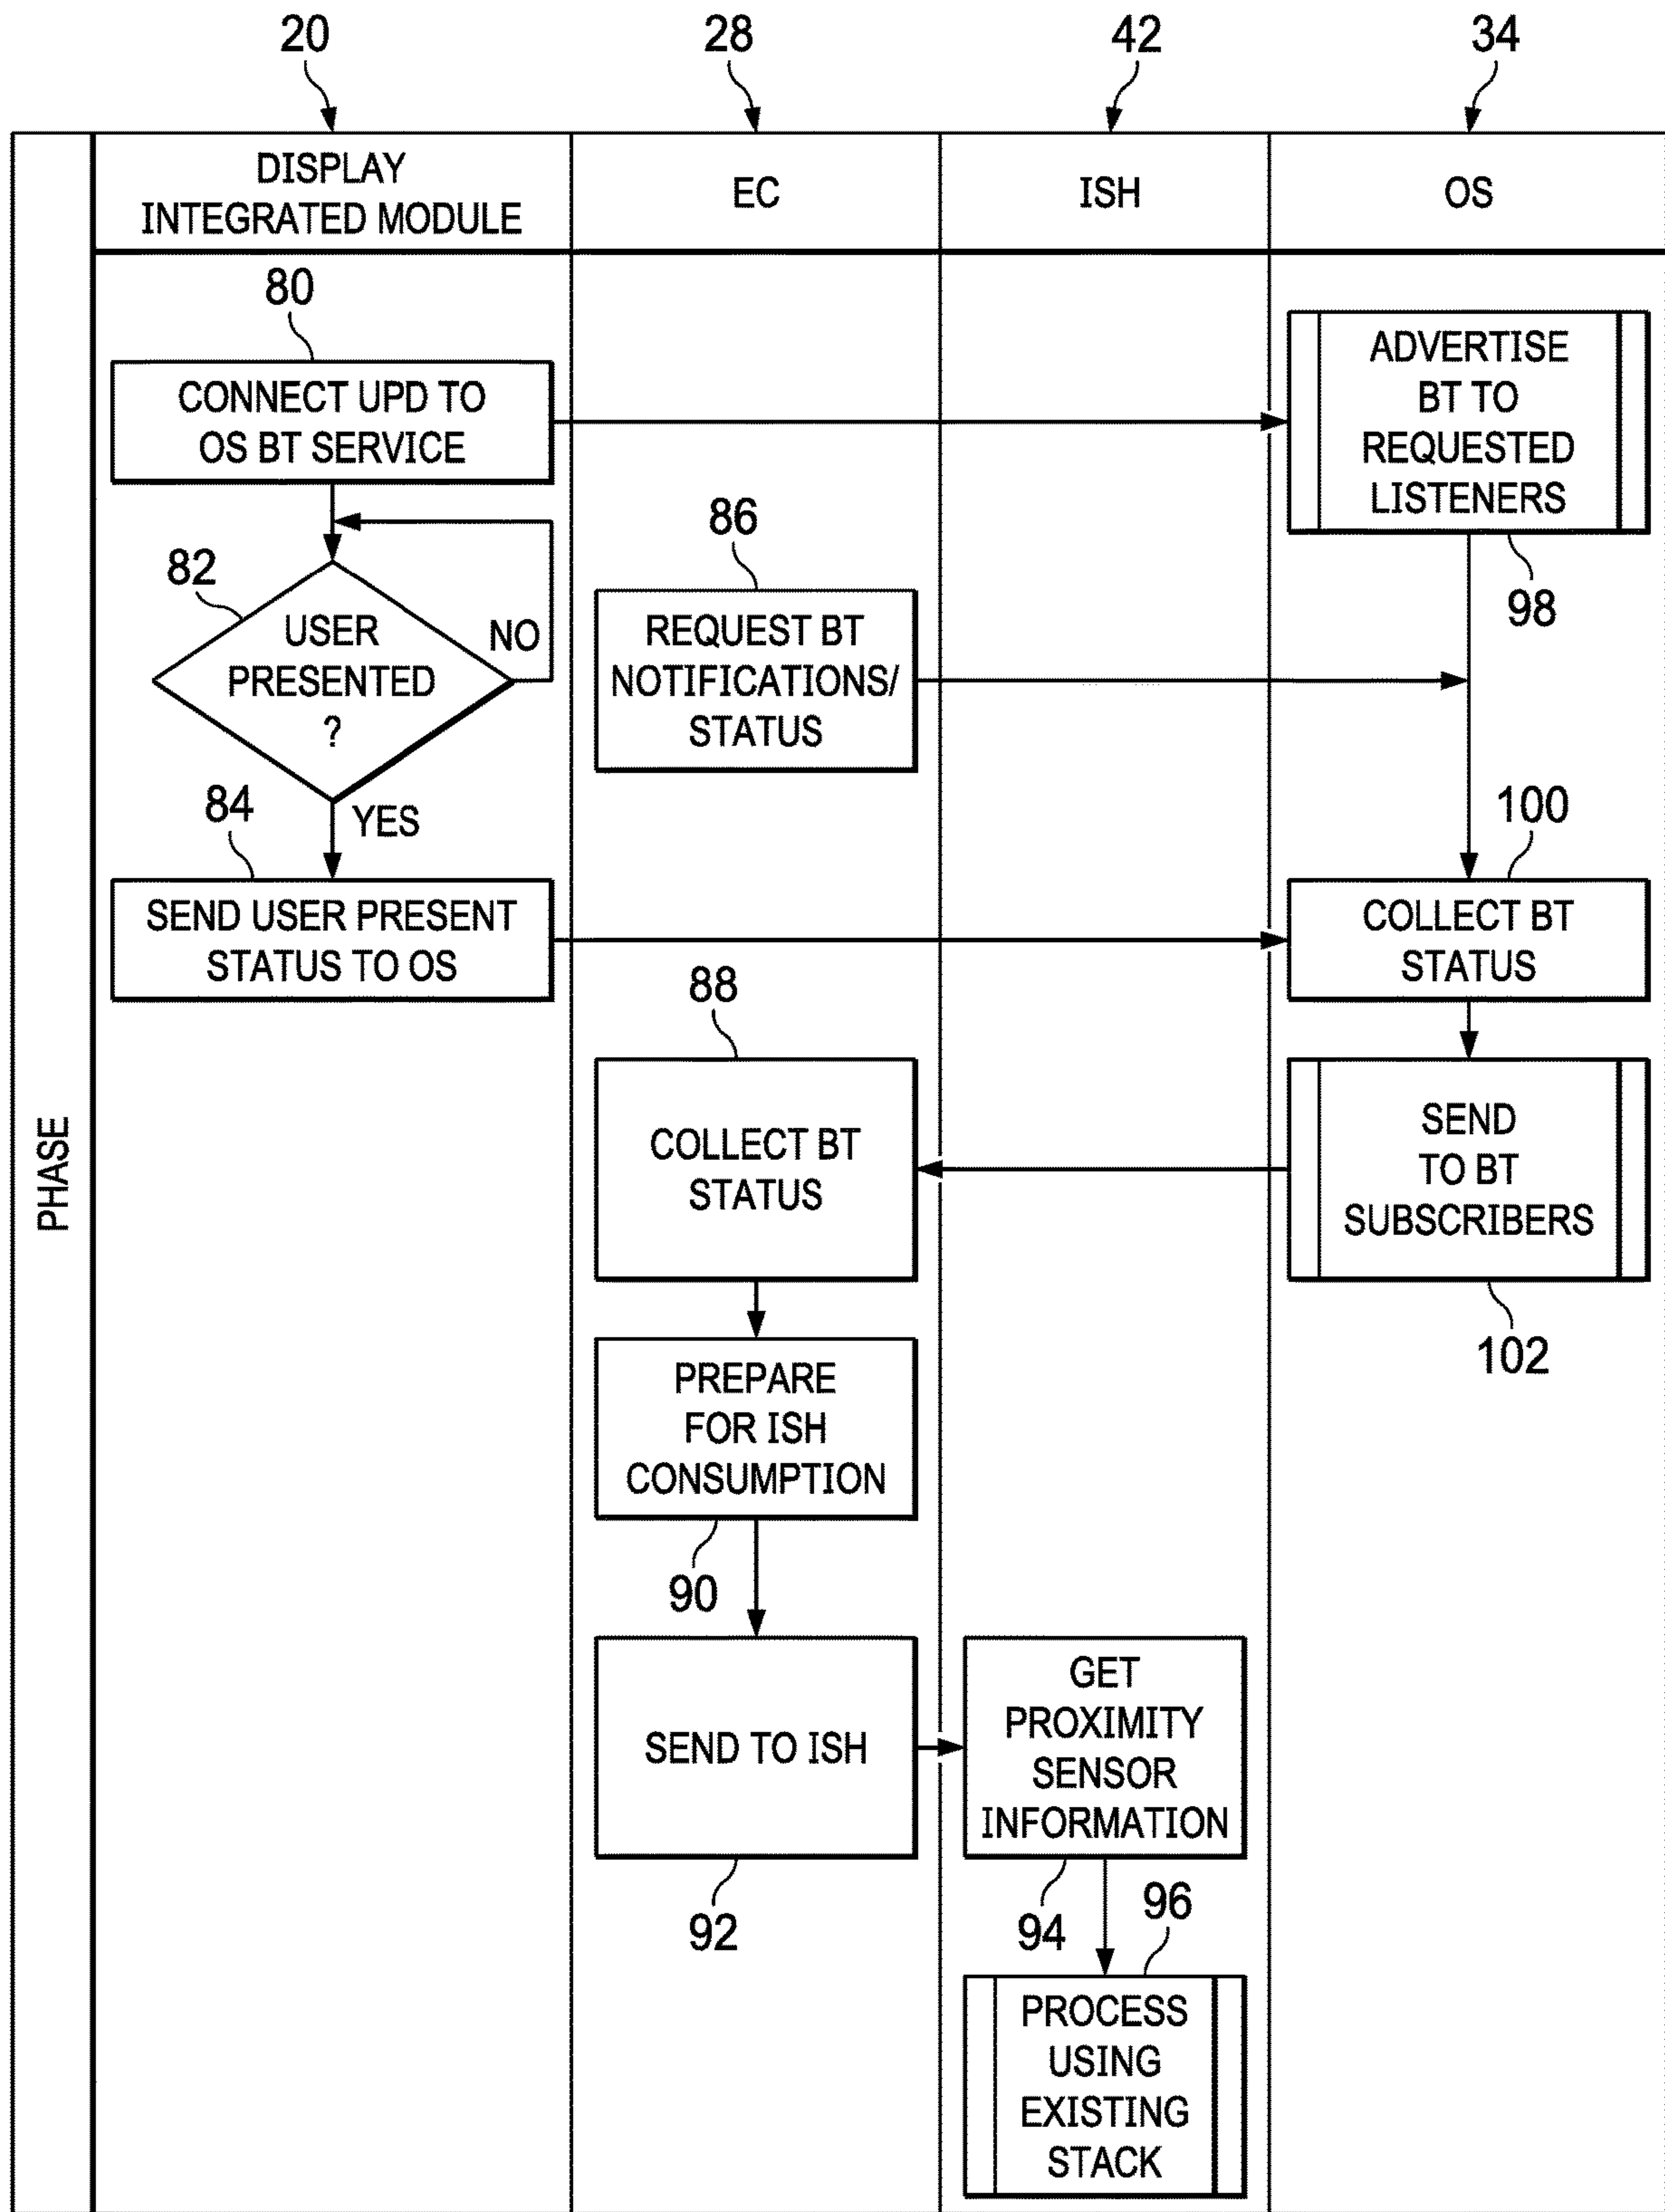 20
28
42
34
DISPLAY
INTEGRATED MODULE
EC
ISH
OS
PHASE
80
CONNECT UPD TO
OS BT SERVICE
ADVERTISE
BT TO
REQUESTED
LISTENERS
98
82
USER
PRESENTED
?
NO
YES
86
REQUEST BT
NOTIFICATIONS/
STATUS
84
SEND USER PRESENT
STATUS TO OS
100
COLLECT BT
STATUS
88
COLLECT BT
STATUS
SEND
TO BT
SUBSCRIBERS
102
PREPARE
FOR ISH
CONSUMPTION
90
SEND TO ISH
92
GET
PROXIMITY
SENSOR
INFORMATION
94
96
PROCESS
USING
EXISTING
STACK